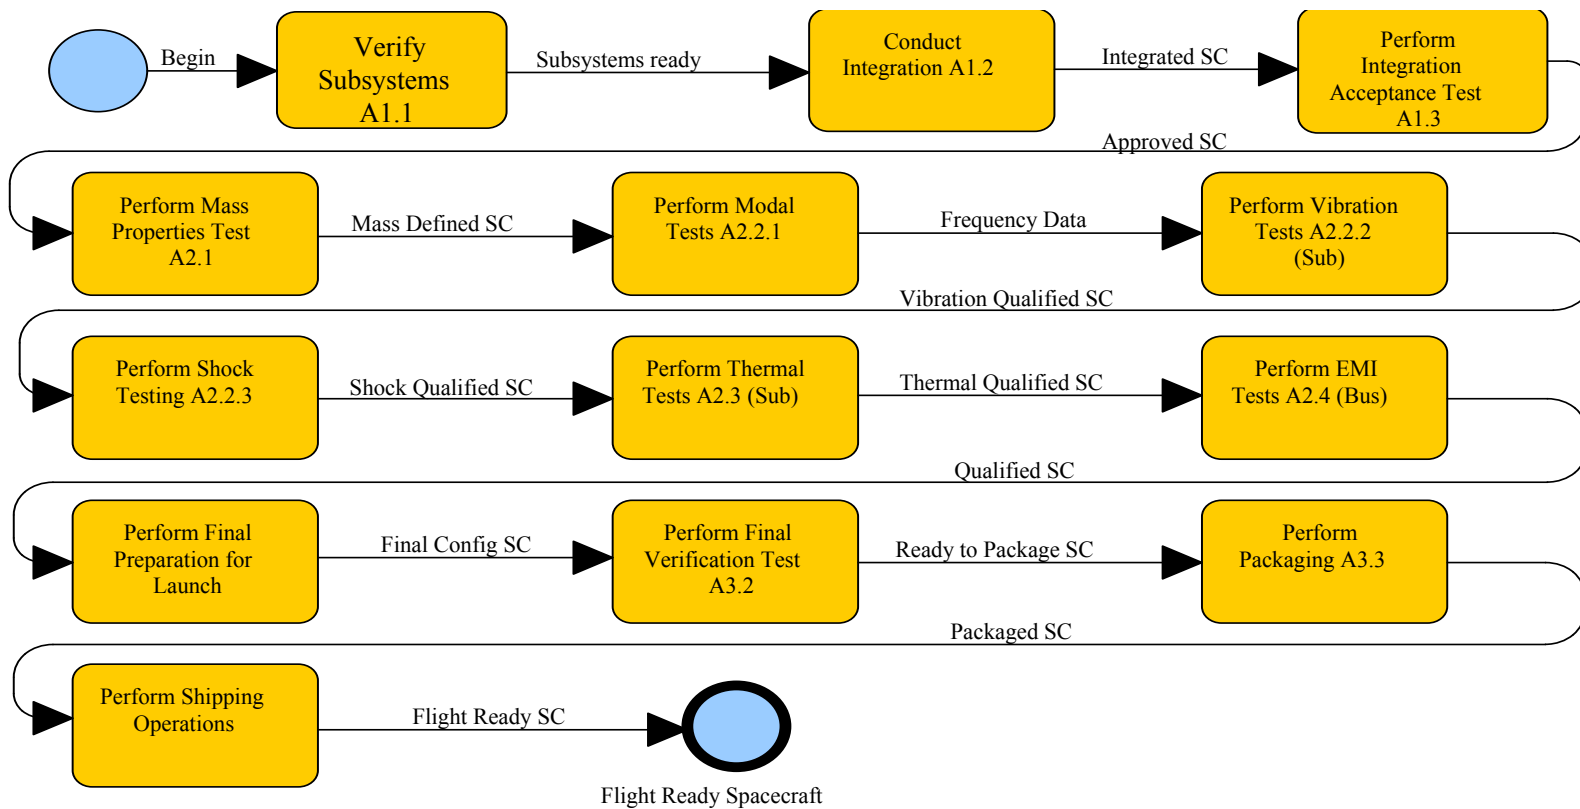 Begin
Verify
Subsystems
A1.1
Subsystems ready
Conduct
Integration A1.2
Integrated SC
Perform
Integration
Acceptance Test
A1.3
Approved SC
Perform Mass
Properties Test
A2.1
Mass Defined SC
Perform Modal
Tests A2.2.1
Frequency Data
Perform Vibration
Tests A2.2.2
(Sub)
Vibration Qualified SC
Perform Shock
Testing A2.2.3
Shock Qualified SC
Perform Thermal
Tests A2.3 (Sub)
Thermal Qualified SC
Perform EMI
Tests A2.4 (Bus)
Qualified SC
Perform Final
Preparation for
Launch
Final Config SC
Perform Final
Verification Test
A3.2
Ready to Package SC
Perform
Packaging A3.3
Packaged SC
Perform Shipping
Operations
Flight Ready SC
Flight Ready Spacecraft